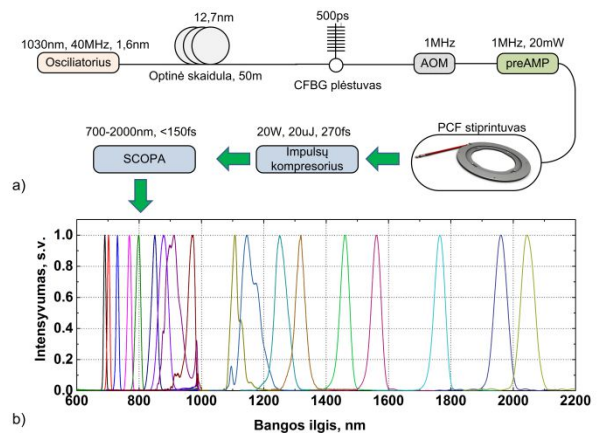 12,7nm
500ps
1030nm, 40MHz, 1,6nm
1MHz
1MHz, 20mW
Osciliatorius
Optinė skaidula, 50m
CFBG plėstuvas
AOM
preAMP
700-2000nm, <150fs
20W, 20uJ, 270fs
PCF stiprintuvas
SCOPA
Impulsų
kompresorius
a)
Intensyvumas, s.v.
1.0
0.8
0.6
0.4
0.2
0.0
600 800 1000 1200 1400 1600 1800 2000 2200
b)
Bangos ilgis, nm